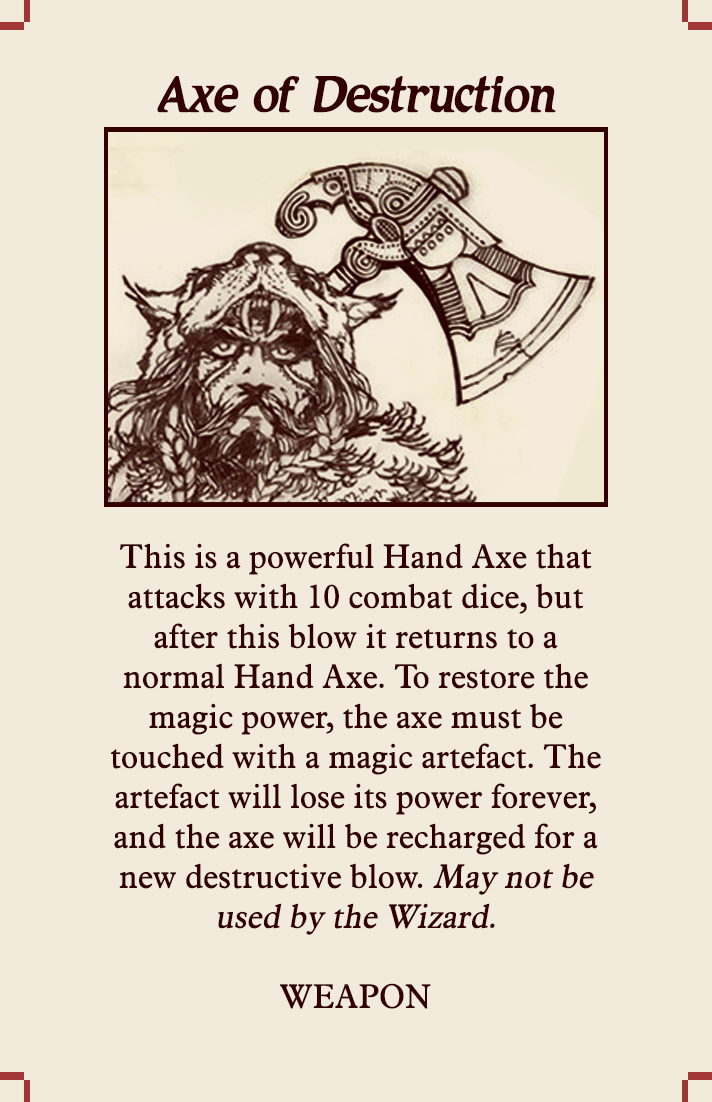 Axe of Destruction
This is a powerful Hand Axe that
attacks with 10 combat dice, but
after this blow it returns to a
normal Hand Axe. To restore the
magic power, the axe must be
touched with a magic artefact. The
artefact will lose its power forever,
and the axe will be recharged for a
new destructive blow. May not be
used by the Wizard.
WEAPON